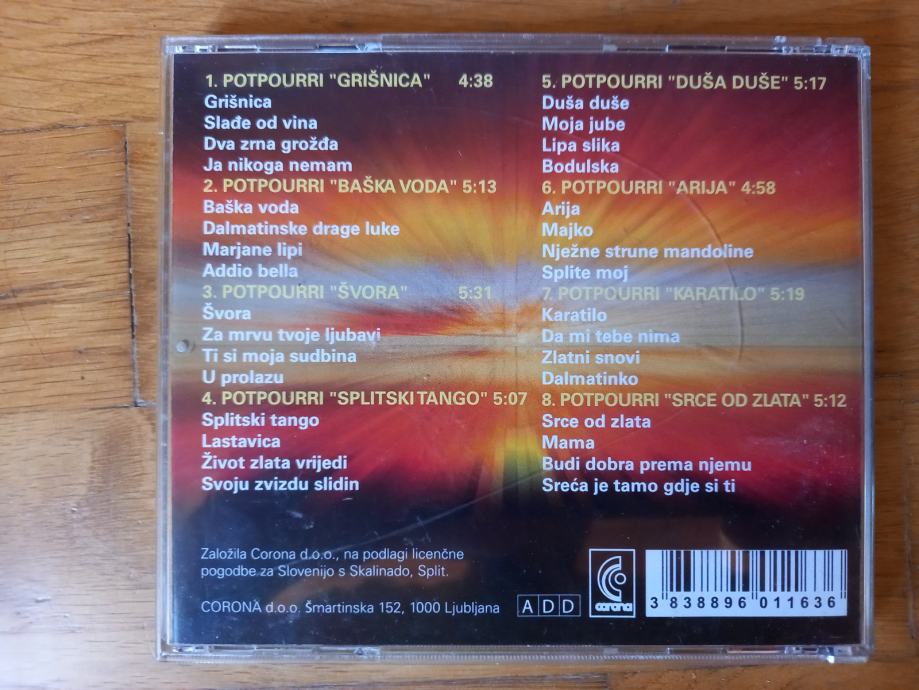 1. POTPOURRI "GRIŠNICA" 4:38
Grišnica
Slađe od vina
Dva zrna grožđa
Ja nikoga nemam
2. POTPOURRI "BAŠKA VODA" 5:13
Baška voda
Dalmatinske drage luke
Marjane lipi
Addio bella
3. POTPOURRI "ŠVORA" 5:31
Švora
Za mrvu tvoje ljubavi
Ti si moja sudbina
U prolazu
4. POTPOURRI "SPLITSKI TANGO" 5:07
Splitski tango
Lastavica
Život zlata vrijedi
Svoju zvizdu slidin
5. POTPOURRI "DUŠA DUŠE" 5:17
Duša duše
Moja jube
Lipa slika
Bodulska
6. POTPOURRI "ARIJA" 4:58
Arija
Majko
Nježne strune mandoline
Splite moj
7. POTPOURRI "KARATILO" 5:19
Karatilo
Da mi tebe nima
Zlatni snovi
Dalmatinko
8. POTPOURRI "SRCE OD ZLATA" 5:12
Srce od zlata
Mama
Budi dobra prema njemu
Sreća je tamo gdje si ti
Založila Corona d.o.o., na podlagi licenčne
pogodbe za Slovenijo s Skalinado, Split.
CORONA d.o.o. Šmartinska 152, 1000 Ljubljana
ADD
corona
3 838896 011636